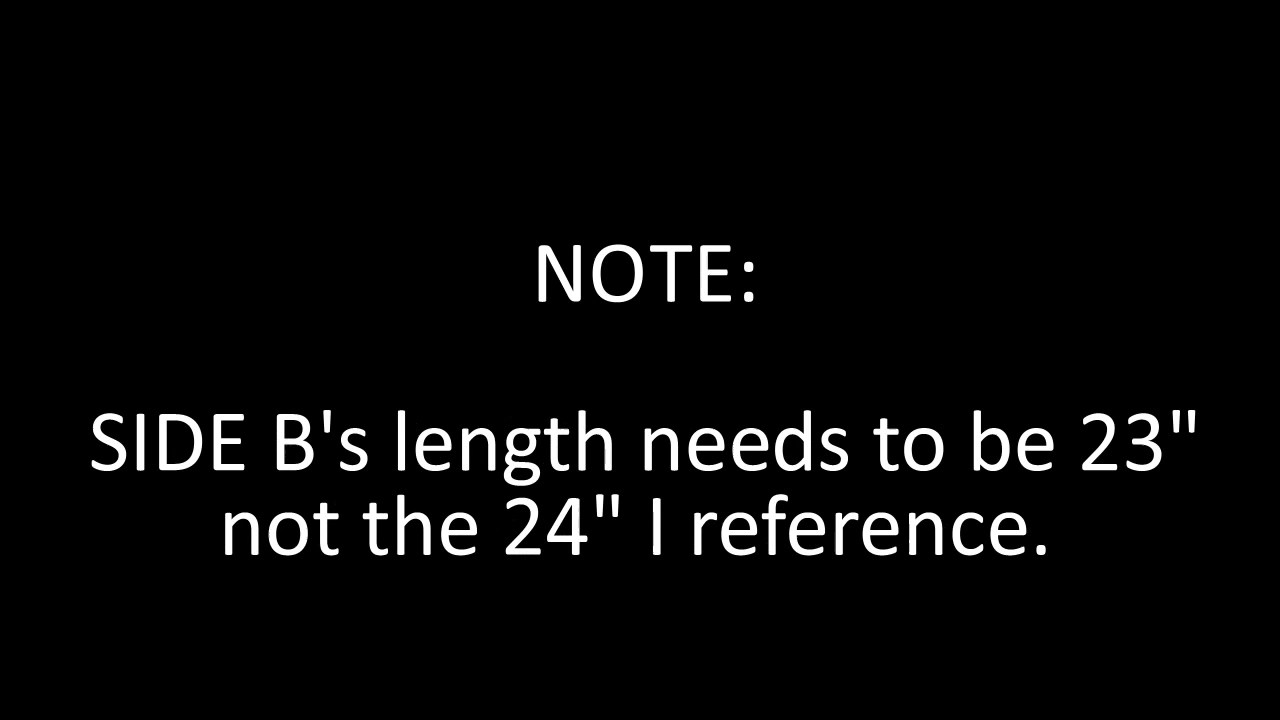 NOTE:
SIDE B's length needs to be 23"
not the 24" I reference.